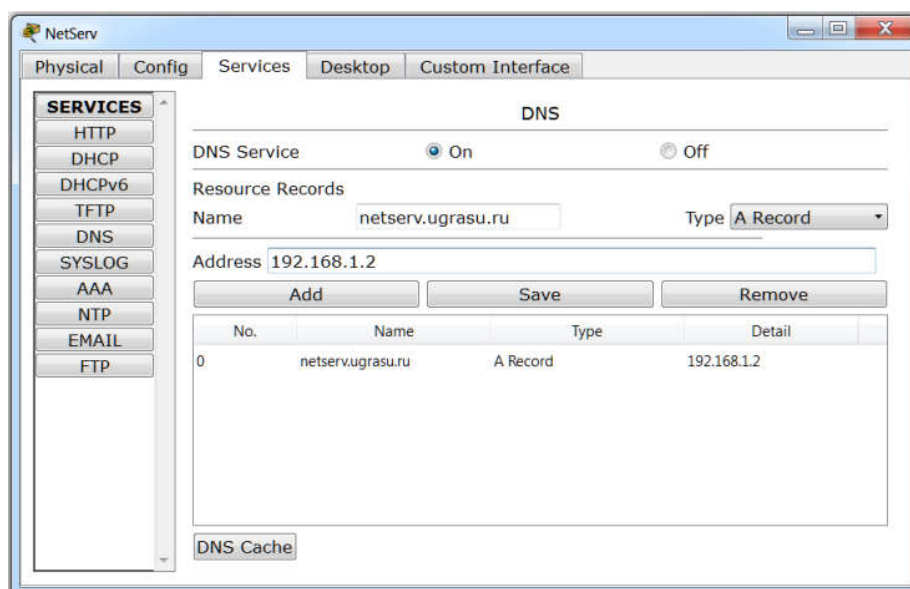 NetServ
Physical Config Services Desktop Custom Interface
SERVICES
HTTP
DHCP
DHCPv6
TFTP
DNS
SYSLOG
AAA
NTP
EMAIL
FTP
DNS
DNS Service On Off
Resource Records
Name netserv.ugrasu.ru Type A Record
Address 192.168.1.2
Add Save Remove
No. Name Type Detail
0 netserv.ugrasu.ru A Record 192.168.1.2
DNS Cache